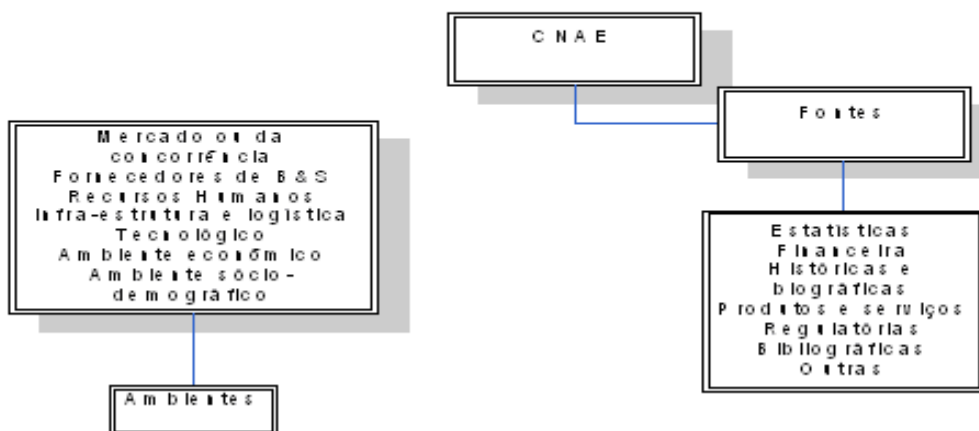 CNAE
Fontes
Mercado ou da
concorrência
Fornecedores de B&S
Recursos Humanos
Infra-estrutura e logística
Tecnológico
Ambiente econômico
Ambiente sócio-
demográfico
Ambientes
Estatísticas
Financeira
Históricas e
biográficas
Produtos e serviços
Regulatórias
Bibliográficas
Outras